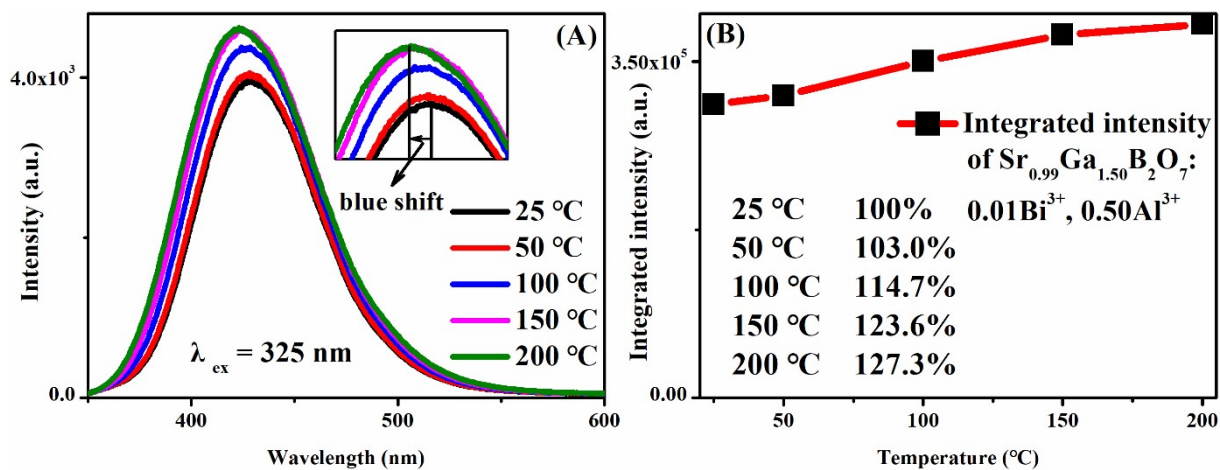 (A)
4.0x10³
0.0
Intensity (a.u.)
blue shift
25 ℃
50 ℃
100 ℃
150 ℃
200 ℃
λ ex = 325 nm
400
500
600
Wavelength (nm)
(B)
3.50x10⁵
0.00
Integrated intensity (a.u.)
Integrated intensity
of Sr₀.₉₉Ga₁.₅₀B₂O₇:
0.01Bi³⁺, 0.50Al³⁺
25 ℃ 100%
50 ℃ 103.0%
100 ℃ 114.7%
150 ℃ 123.6%
200 ℃ 127.3%
50
100
150
200
Temperature (℃)